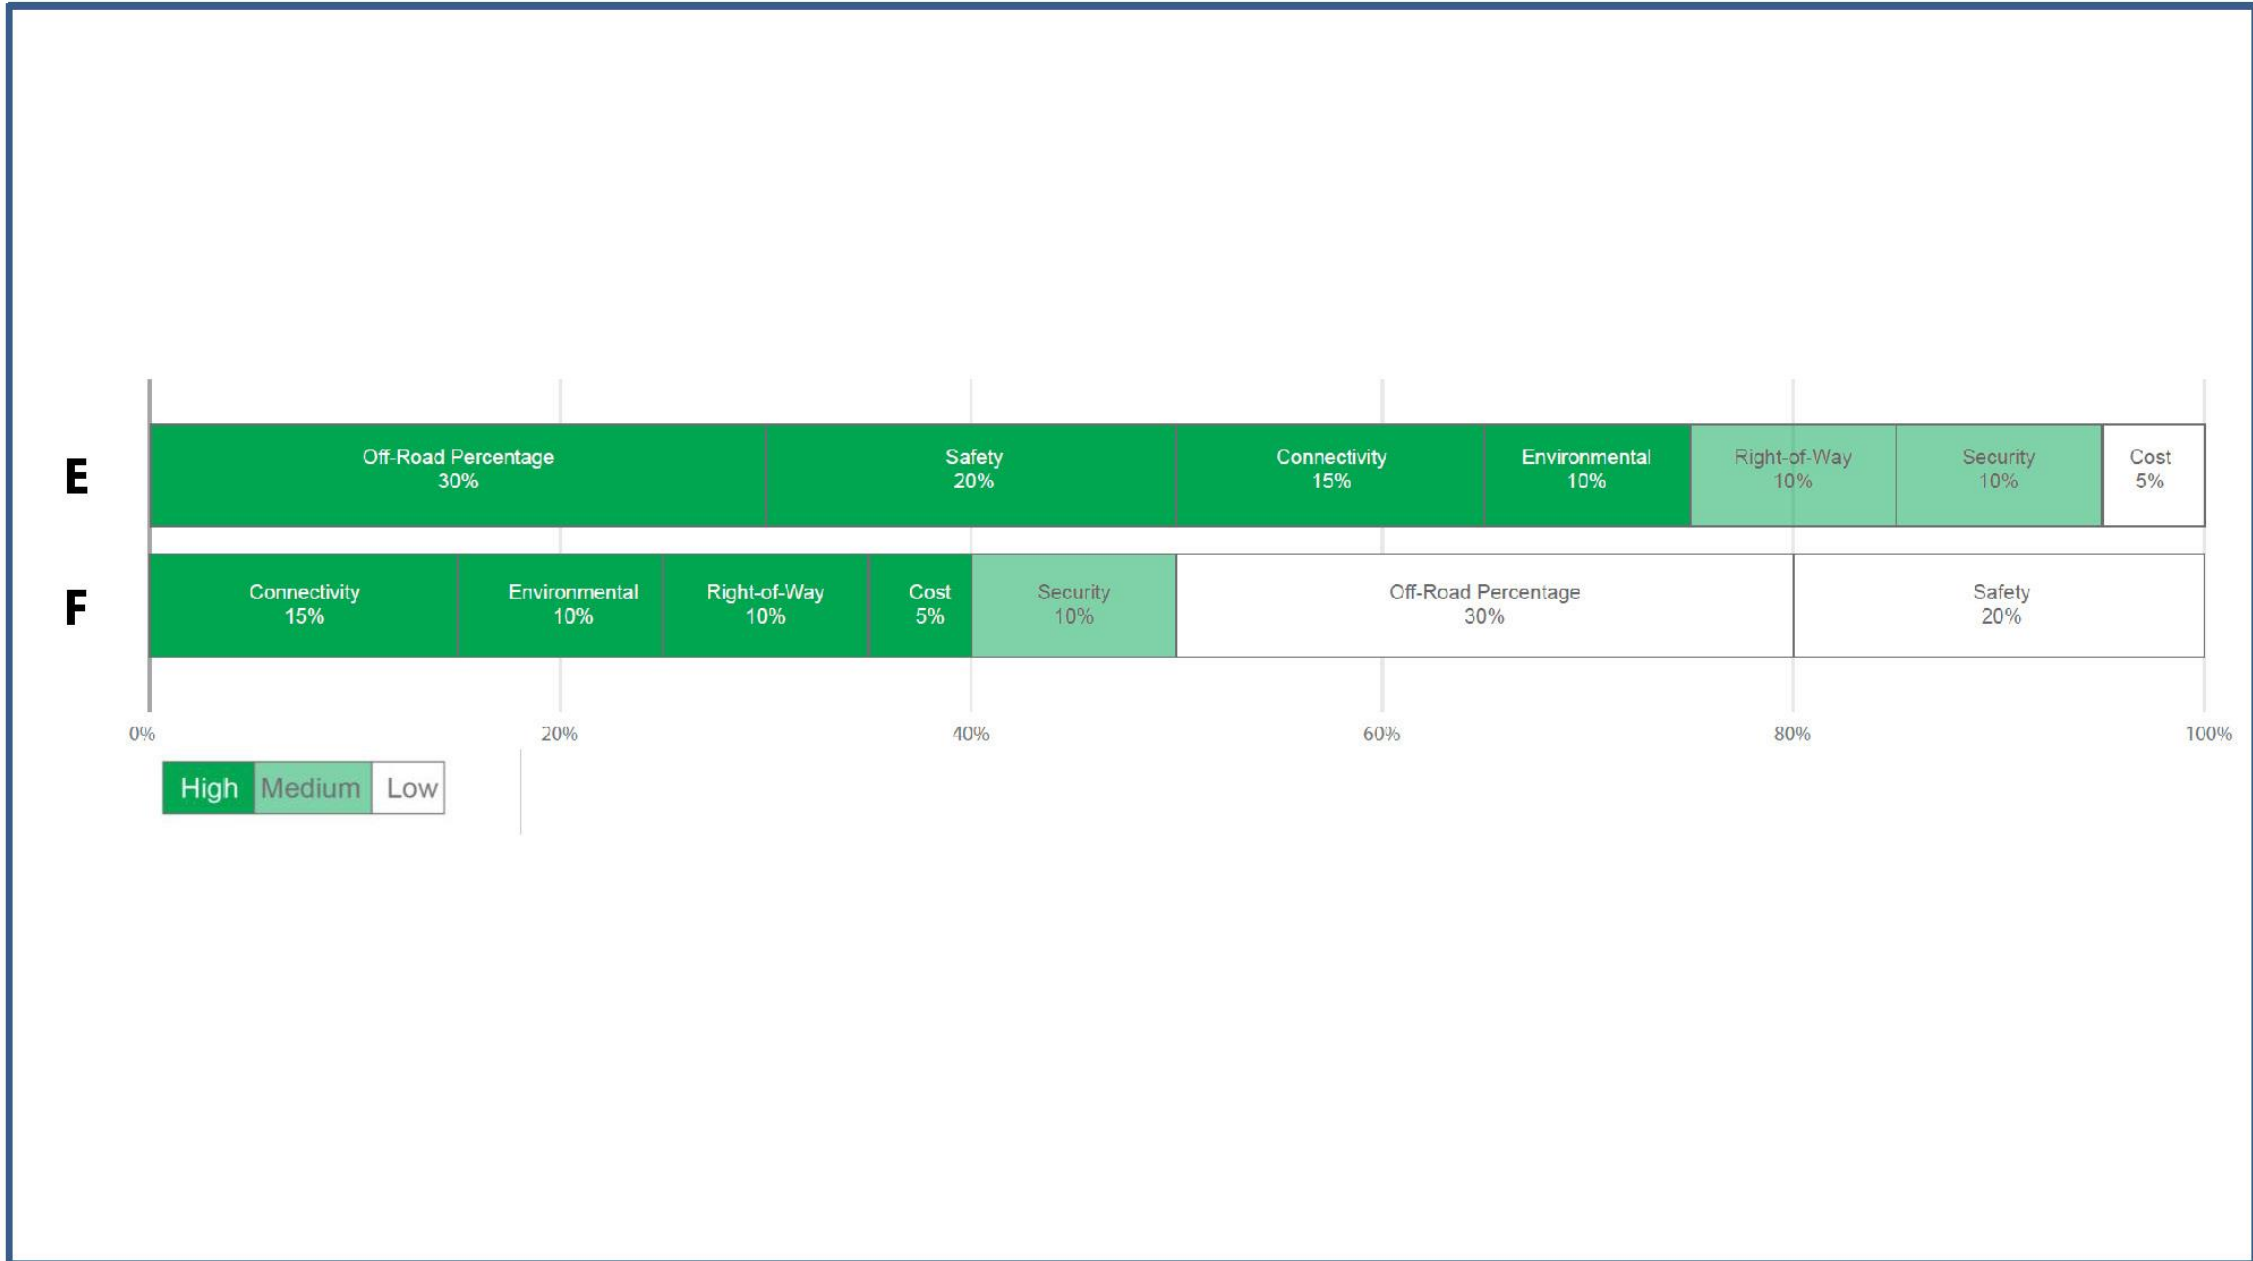 E
Off-Road Percentage
30%
Safety
20%
Connectivity
15%
Environmental
10%
Right-of-Way
10%
Security
10%
Cost
5%
F
Connectivity
15%
Environmental
10%
Right-of-Way
10%
Cost
5%
Security
10%
Off-Road Percentage
30%
Safety
20%
0% 20% 40% 60% 80% 100%
High Medium Low